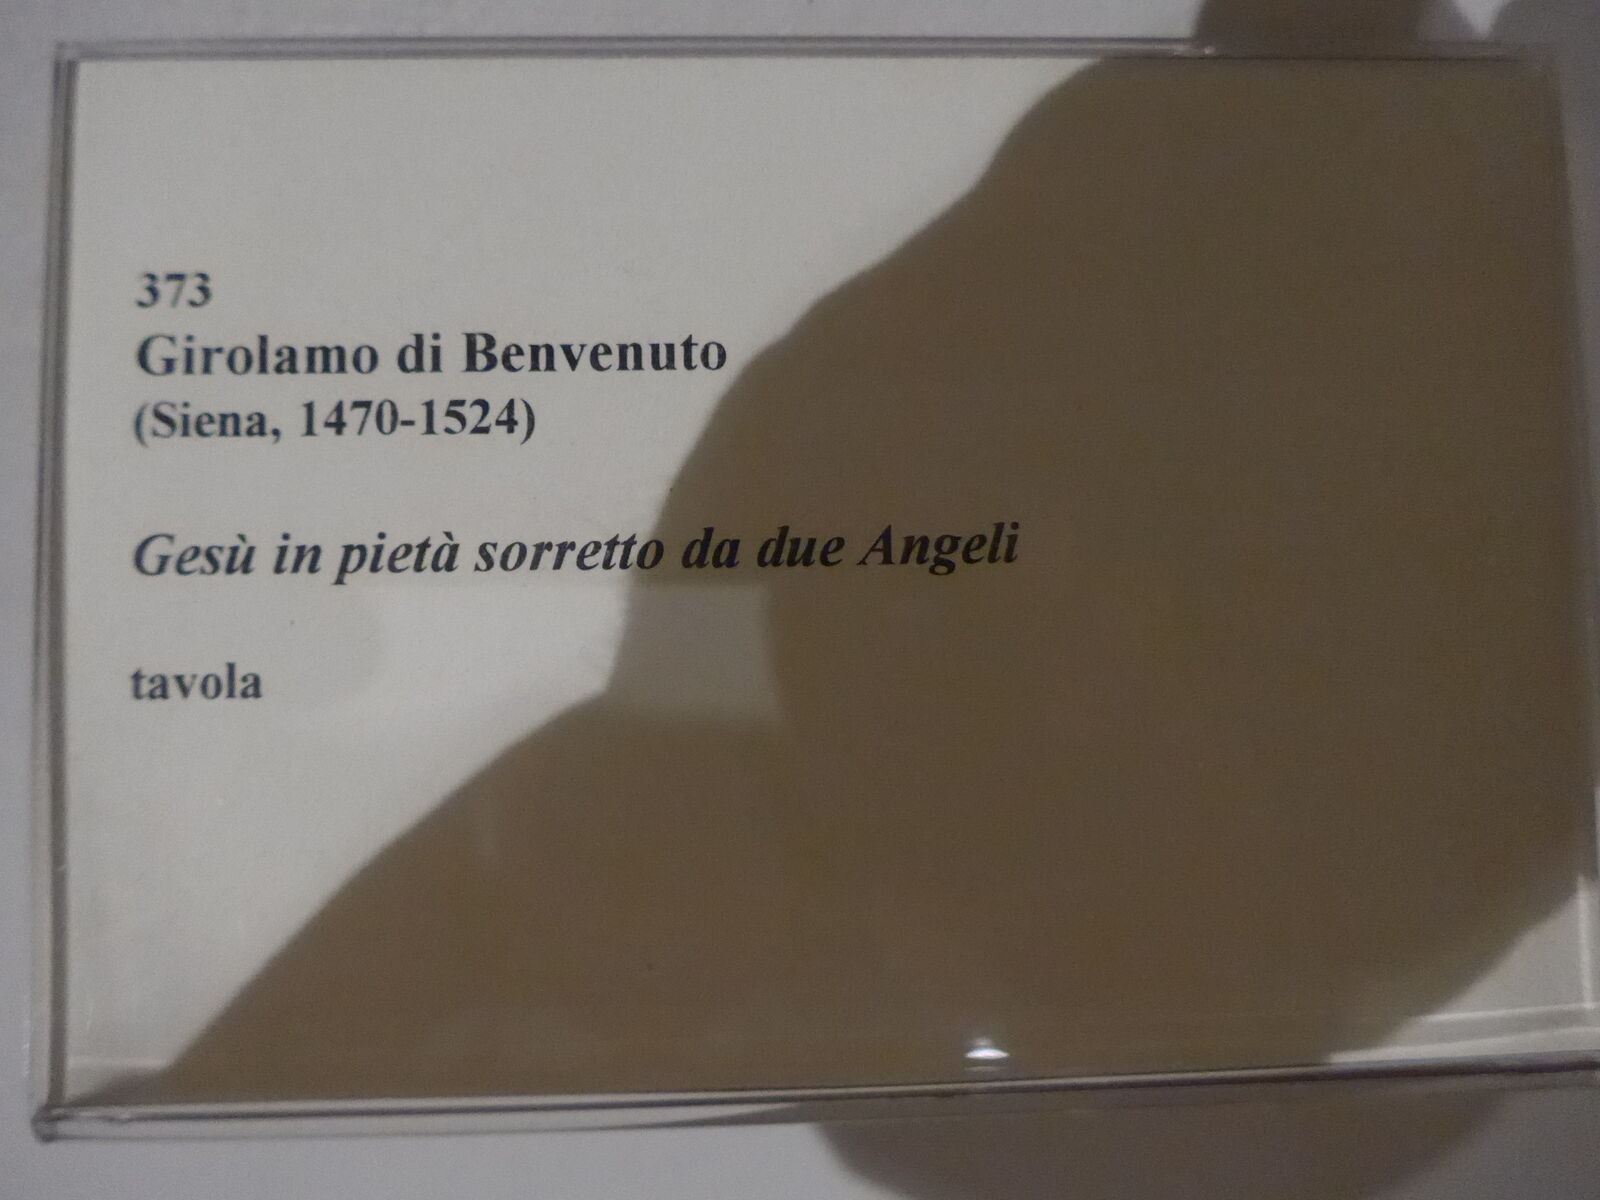 373
Girolamo di Benvenuto
(Siena, 1470-1524)
Gesù in pietà sorretto da due Angeli
tavola